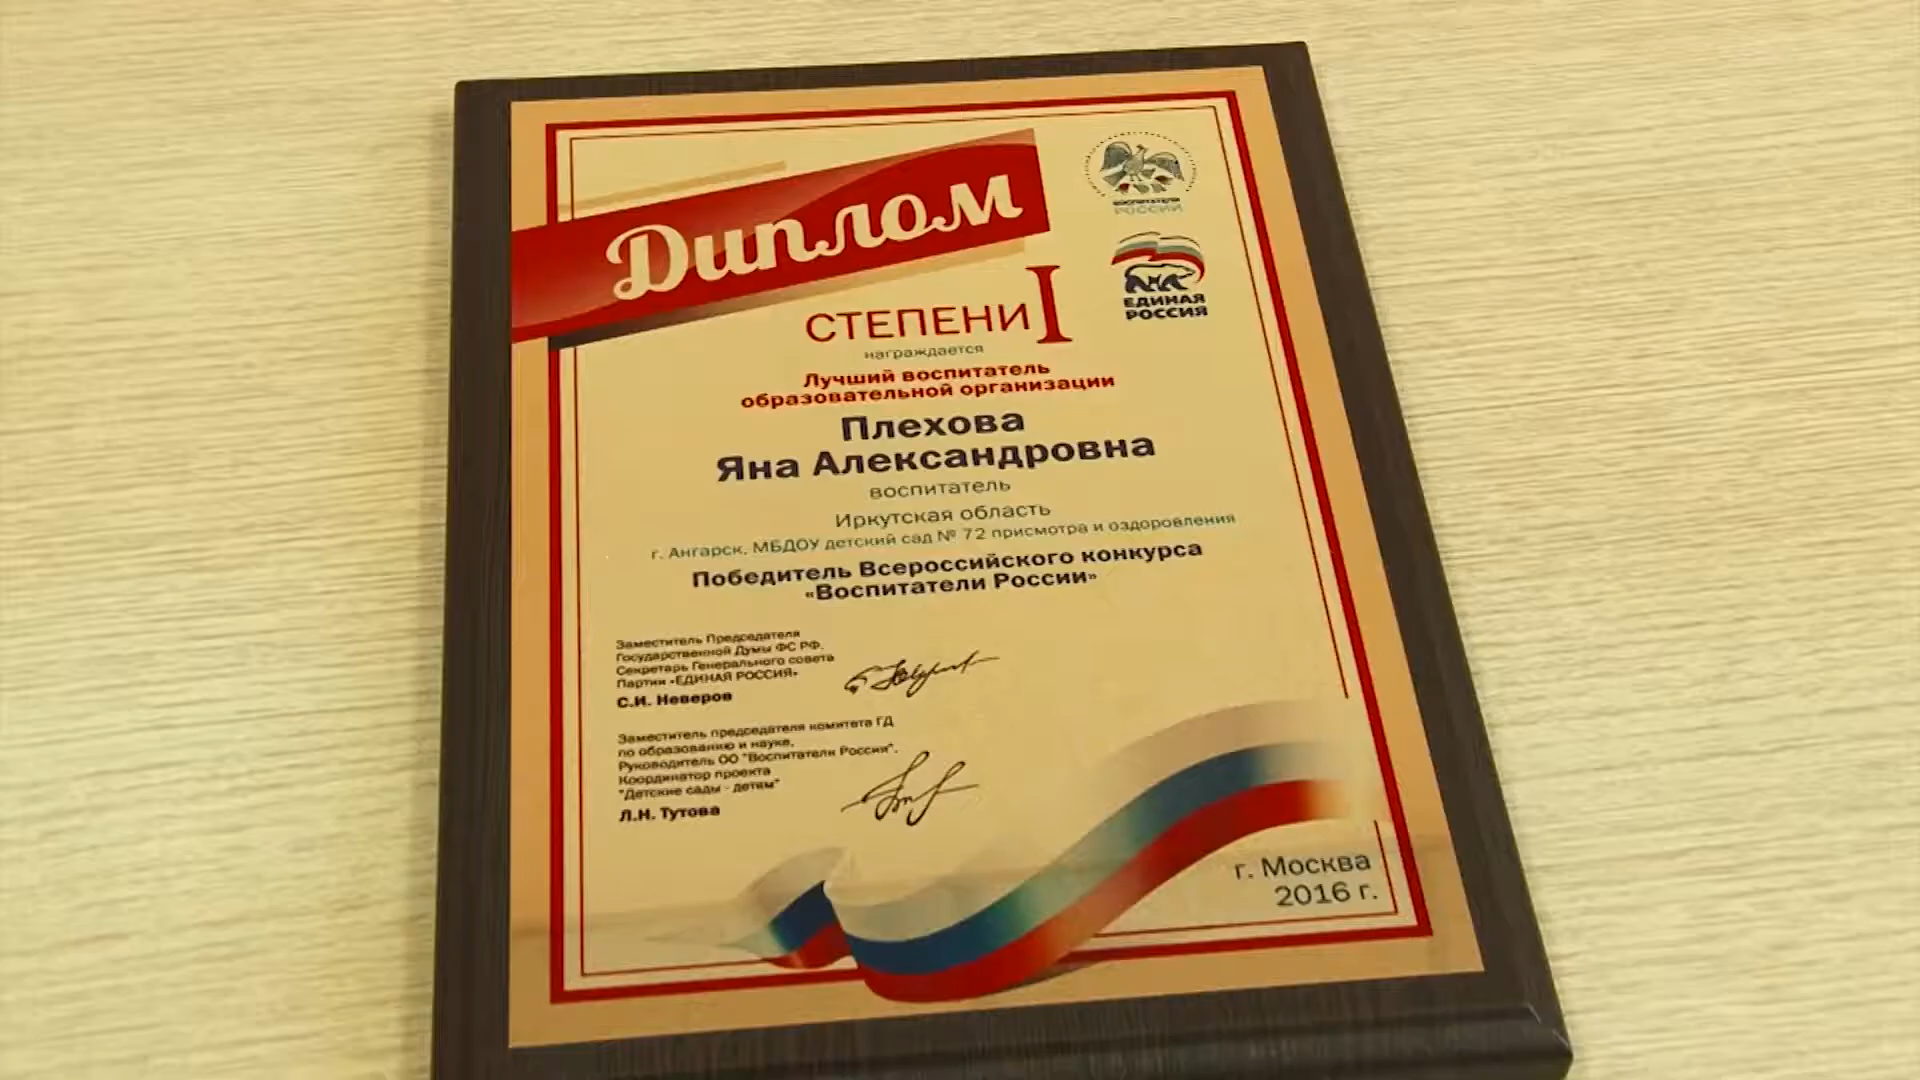 Диплом
ВОСПИТАТЕЛИ
РОССИИ
СТЕПЕНИ I
ЕДИНАЯ
РОССИЯ
награждается
Лучший воспитатель
образовательной организации
Плехова
Яна Александровна
воспитатель
Иркутская область
г. Ангарск, МБДОУ детский сад № 72 присмотра и оздоровления
Победитель Всероссийского конкурса
«Воспитатели России»
Заместитель Председателя
Государственной Думы ФС РФ,
Секретарь Генерального совета
Партии «ЕДИНАЯ РОССИЯ»
С.И. Неверов
Заместитель председателя комитета ГД
по образованию и науке,
Руководитель ОО "Воспитатели России",
Координатор проекта
"Детские сады - детям"
Л.Н. Тутова
г. Москва
2016 г.